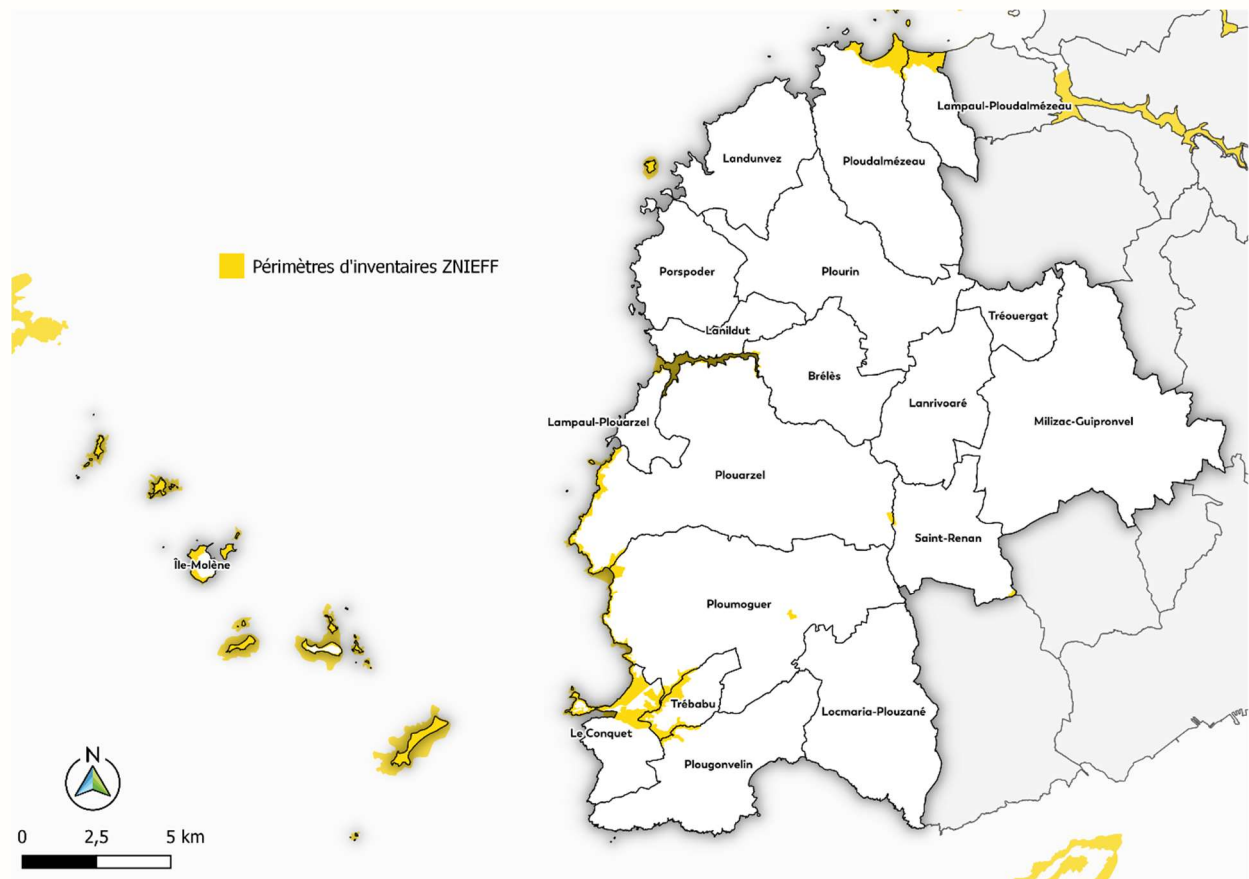 Lampaul-Ploudalmézeau
Landunvez
Ploudalmézeau
Périmètres d'inventaires ZNIEFF
Porspoder
Plourin
Tréouergat
Lanildut
Brélès
Lanrivoaré
Milizac-Guipronvel
Lampaul-Plouarzel
Plouarzel
Saint-Renan
Île-Molène
Ploumoguer
Trébabu
Locmaria-Plouzané
Le Conquet
Plougonvelin
N
0 2,5 5 km